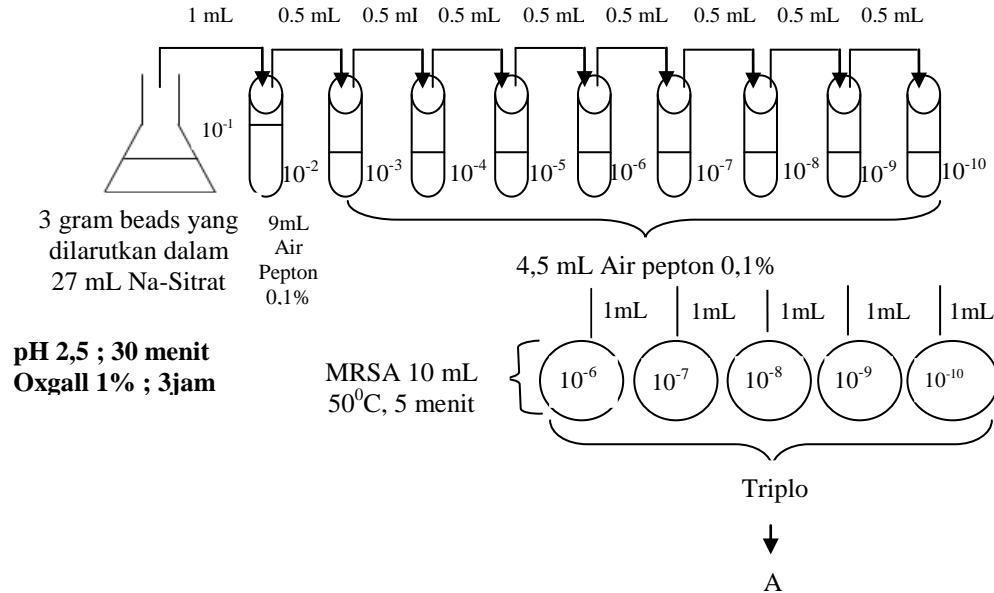 1 mL 0.5 mL 0.5 mI 0.5 mL 0.5 mL 0.5 mL 0.5 mL 0.5 mL 0.5 mL
10⁻¹
10⁻² 10⁻³ 10⁻⁴ 10⁻⁵ 10⁻⁶ 10⁻⁷ 10⁻⁸ 10⁻⁹ 10⁻¹⁰
3 gram beads yang
dilarutkan dalam
27 mL Na-Sitrat
9mL
Air
Pepton
0,1%
4,5 mL Air pepton 0,1%
1mL 1mL 1mL 1mL 1mL
pH 2,5 ; 30 menit
Oxgall 1% ; 3jam
MRSA 10 mL
50⁰C, 5 menit
10⁻⁶ 10⁻⁷ 10⁻⁸ 10⁻⁹ 10⁻¹⁰
Triplo
A